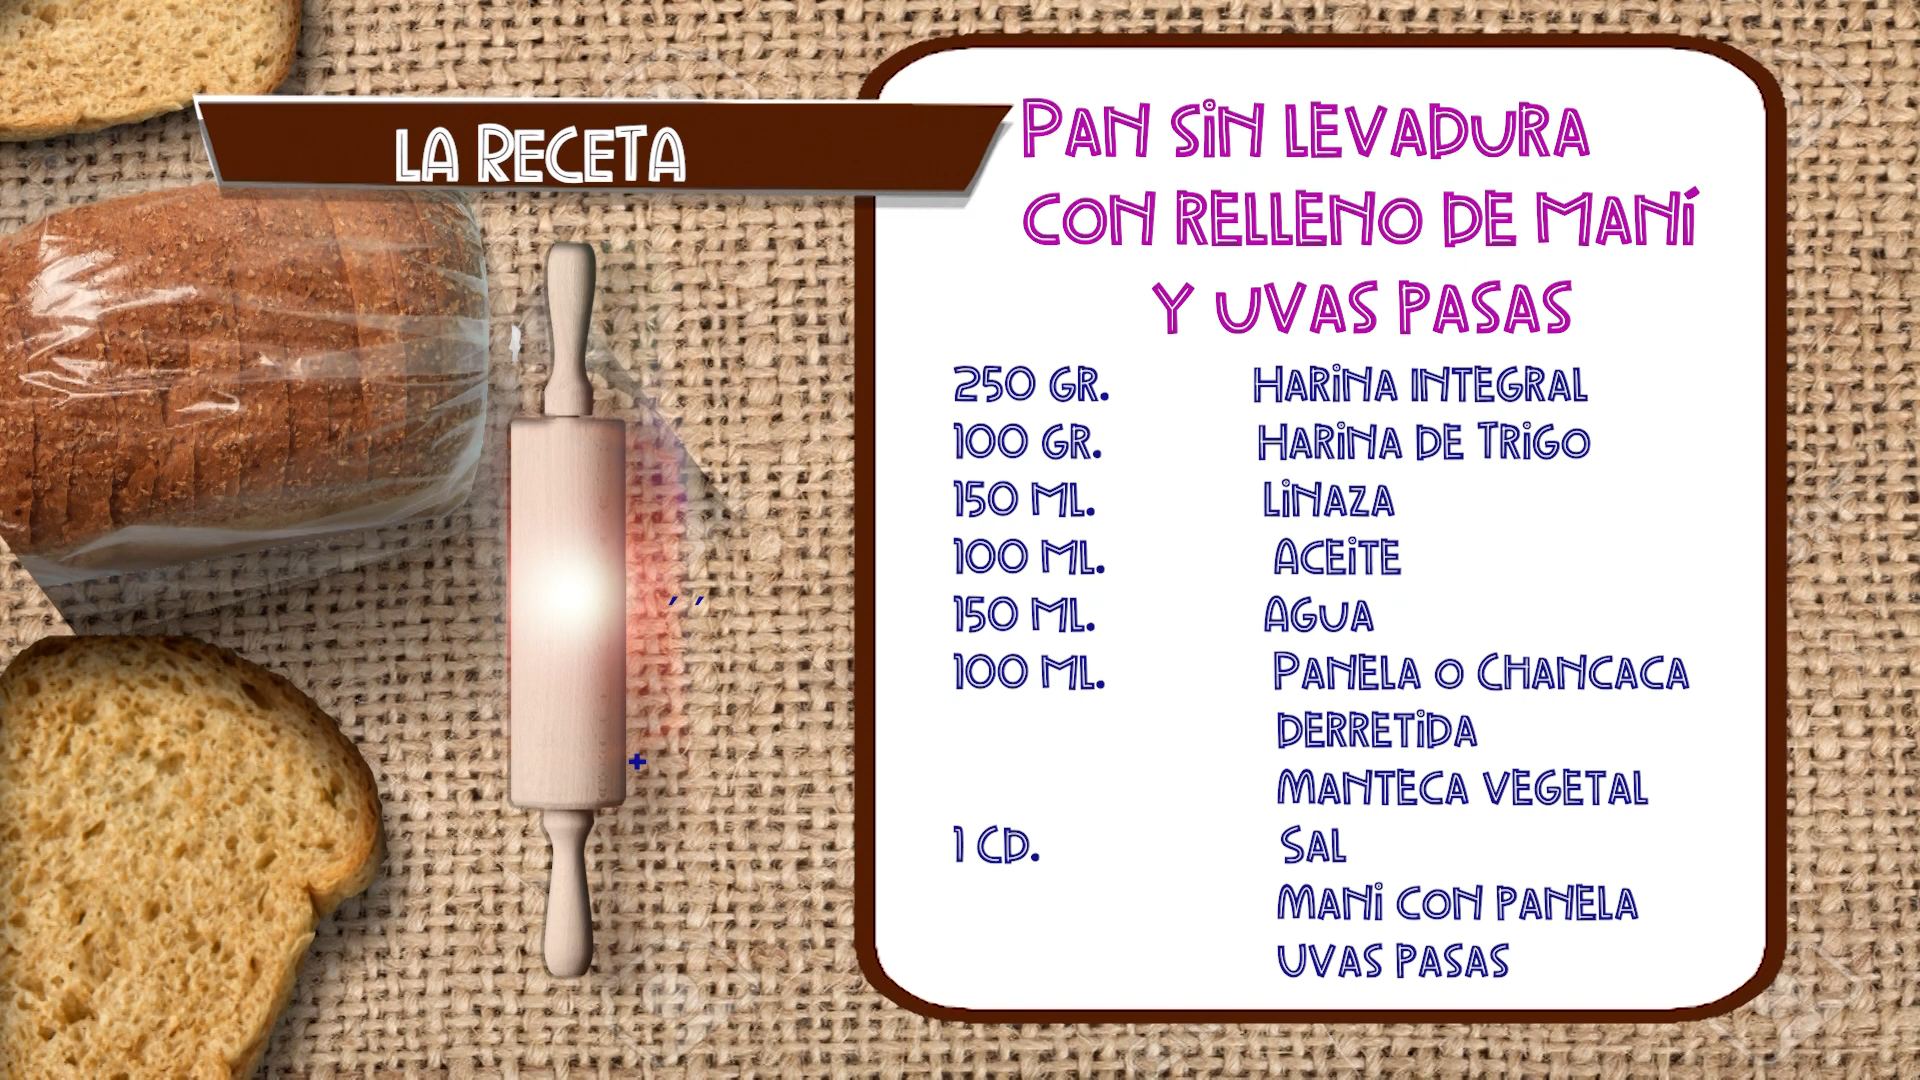 LA RECETA
PAN SIN LEVADURA
CON RELLENO DE MANÍ
Y UVAS PASAS
250 GR. HARINA INTEGRAL
100 GR. HARINA DE TRIGO
150 ML. LINAZA
100 ML. ACEITE
150 ML. AGUA
100 ML. PANELA O CHANCACA
DERRETIDA
MANTECA VEGETAL
1 CD. SAL
MANI CON PANELA
UVAS PASAS